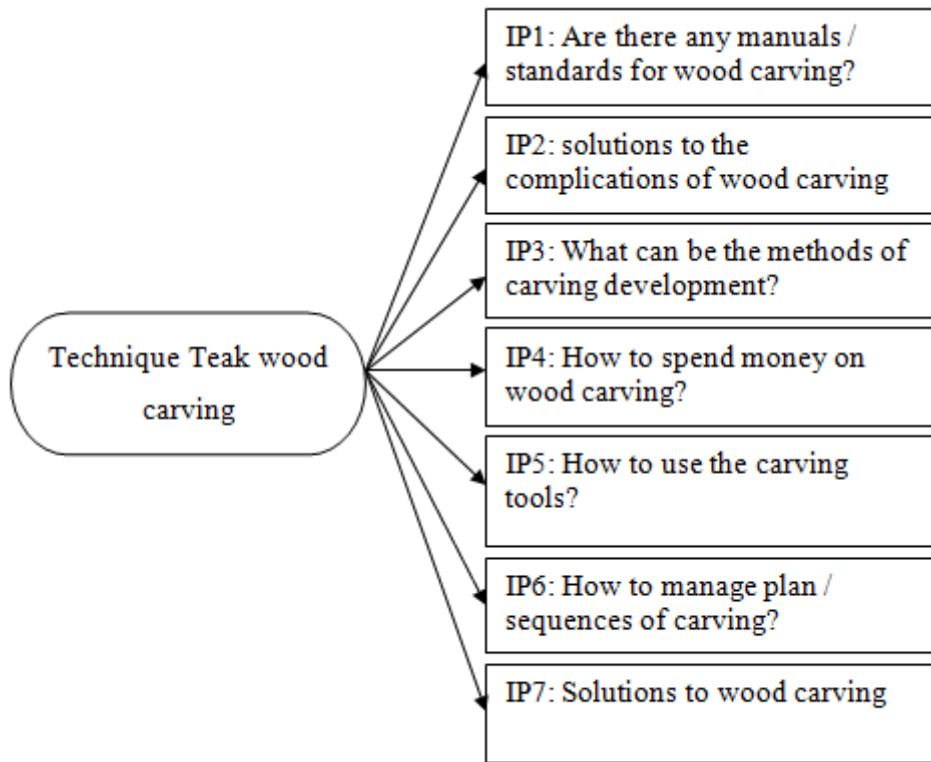 IP1: Are there any manuals /
standards for wood carving?
IP2: solutions to the
complications of wood carving
IP3: What can be the methods of
carving development?
Technique Teak wood
carving
IP4: How to spend money on
wood carving?
IP5: How to use the carving
tools?
IP6: How to manage plan /
sequences of carving?
IP7: Solutions to wood carving